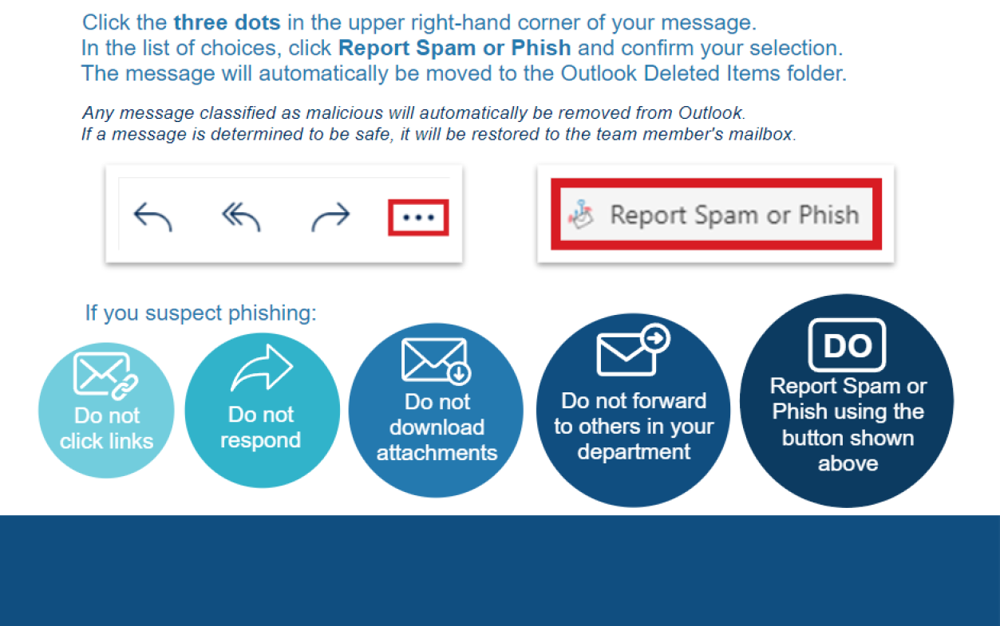 Click the three dots in the upper right-hand corner of your message.
In the list of choices, click Report Spam or Phish and confirm your selection.
The message will automatically be moved to the Outlook Deleted Items folder.
Any message classified as malicious will automatically be removed from Outlook.
If a message is determined to be safe, it will be restored to the team member's mailbox.
Report Spam or Phish
If you suspect phishing:
Do not
click links
Do not
respond
Do not
download
attachments
Do not forward
to others in your
department
DO
Report Spam or
Phish using the
button shown
above